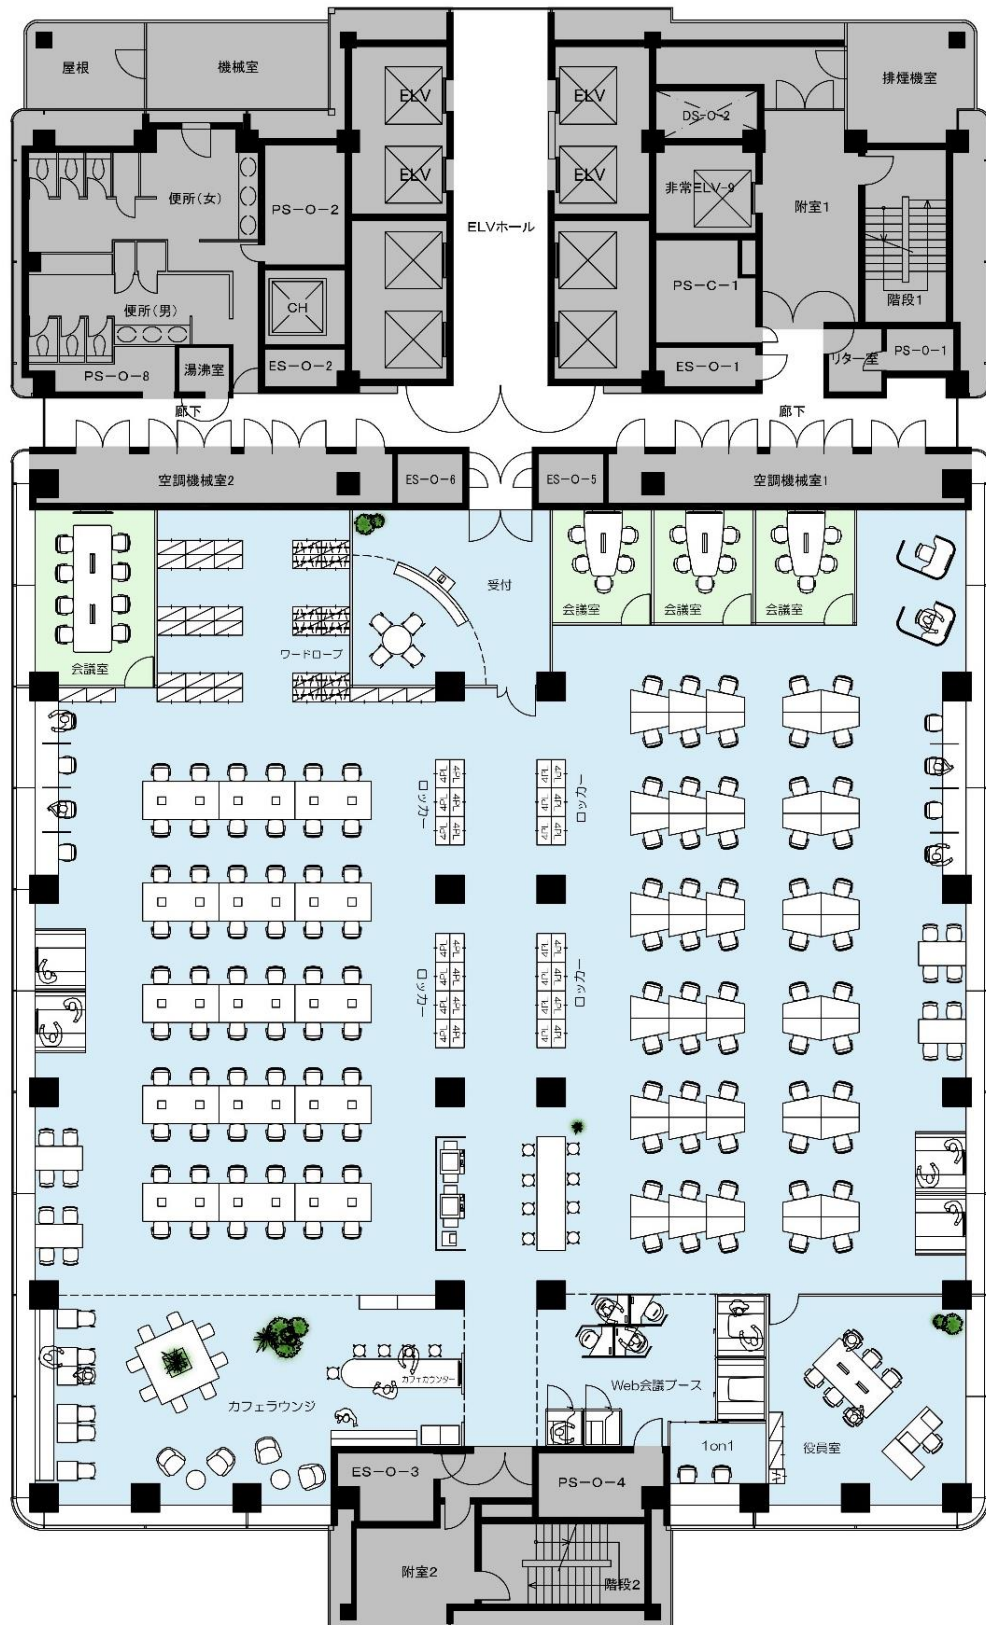 屋根
機械室
ELV
ELV
排煙機室
DS-O-2
ELV
ELV
非常ELV-9
附室1
便所(女)
PS-O-2
ELVホール
PS-C-1
階段1
便所(男)
CH
PS-O-8
湯沸室
ES-O-2
ES-O-1
リター室
PS-O-1
廊下
廊下
空調機械室2
ES-O-6
ES-O-5
空調機械室1
受付
会議室
会議室
会議室
ワードローブ
会議室
ロッカー
ロッカー
ロッカー
ロッカー
カフェカウンター
カフェラウンジ
Web会議ブース
1on1
役員室
ES-O-3
PS-O-4
附室2
階段2